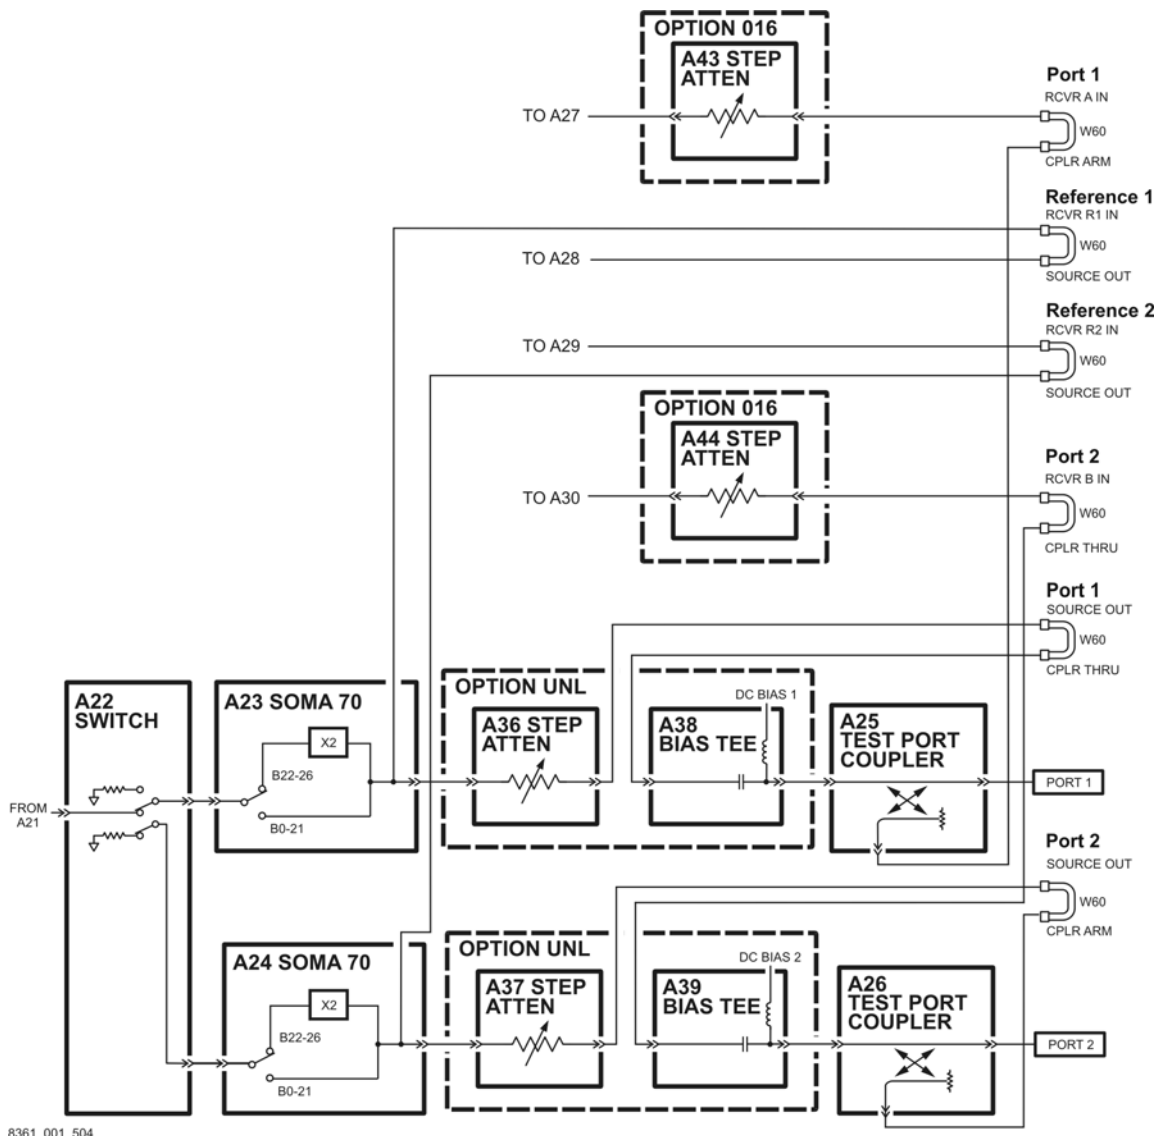 OPTION 016
A43 STEP
ATTEN
TO A27
Port 1
RCVR A IN
W60
CPLR ARM
Reference 1
RCVR R1 IN
W60
TO A28
SOURCE OUT
Reference 2
RCVR R2 IN
TO A29
W60
SOURCE OUT
OPTION 016
A44 STEP
ATTEN
TO A30
Port 2
RCVR B IN
W60
CPLR THRU
Port 1
SOURCE OUT
W60
CPLR THRU
A22
SWITCH
FROM
A21
A23 SOMA 70
X2
B22-26
B0-21
OPTION UNL
A36 STEP
ATTEN
A38
BIAS TEE
DC BIAS 1
A25
TEST PORT
COUPLER
PORT 1
Port 2
SOURCE OUT
W60
CPLR ARM
A24 SOMA 70
X2
B22-26
B0-21
OPTION UNL
A37 STEP
ATTEN
A39
BIAS TEE
DC BIAS 2
A26
TEST PORT
COUPLER
PORT 2
8361_001_504